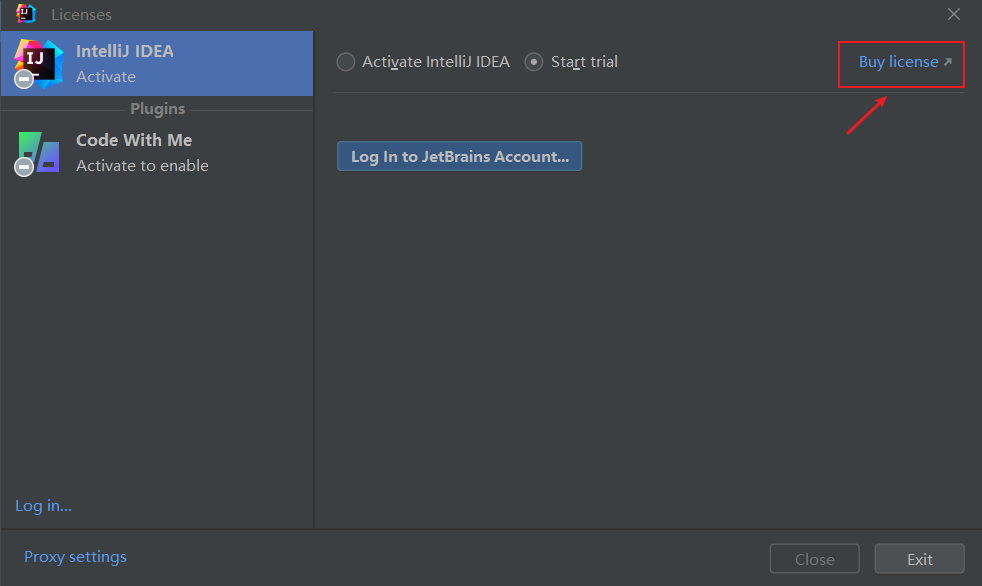 Licenses
IntelliJ IDEA
Activate
Plugins
Code With Me
Activate to enable
Activate IntelliJ IDEA Start trial Buy license
Log In to JetBrains Account...
Log in...
Proxy settings Close Exit
IJ